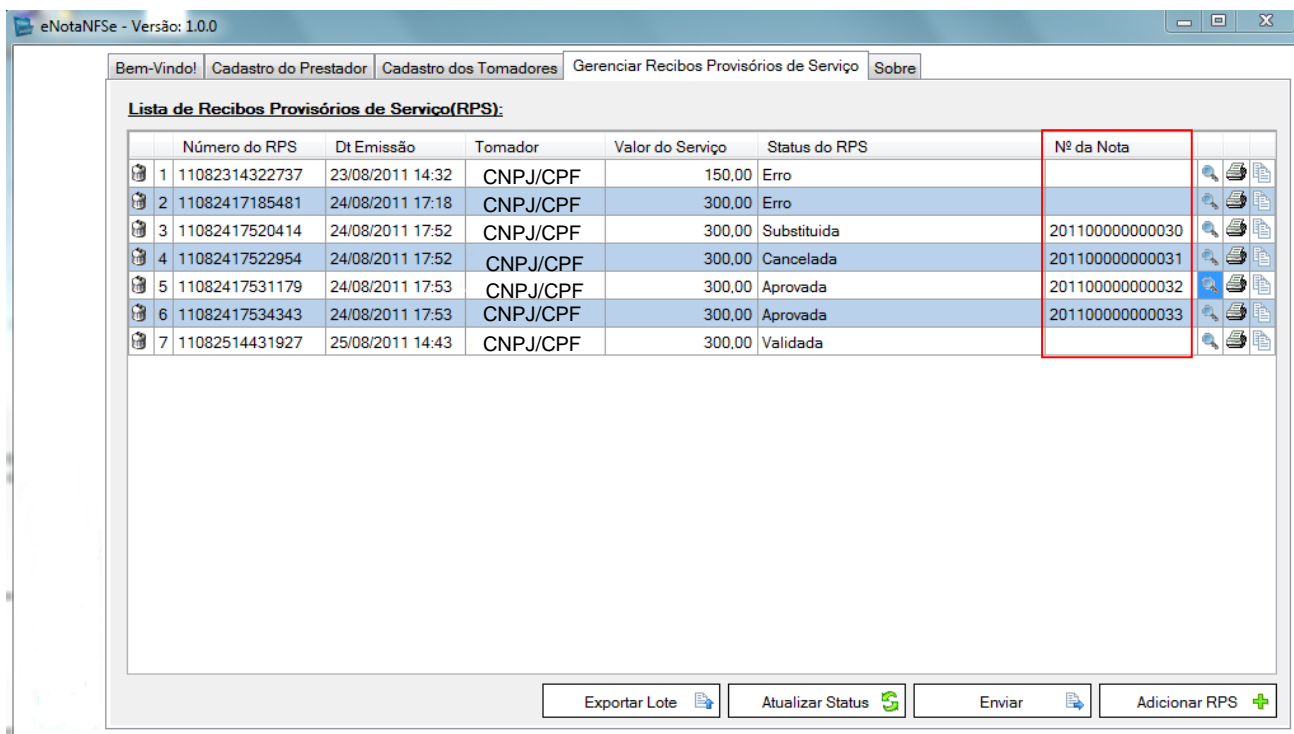 eNotaNFSe - Versão: 1.0.0
Bem-Vindo! Cadastro do Prestador Cadastro dos Tomadores Gerenciar Recibos Provisórios de Serviço Sobre
Lista de Recibos Provisórios de Serviço(RPS):
Número do RPS Dt Emissão Tomador Valor do Serviço Status do RPS Nº da Nota
1 11082314322737 23/08/2011 14:32 CNPJ/CPF 150,00 Erro
2 11082417185481 24/08/2011 17:18 CNPJ/CPF 300,00 Erro
3 11082417520414 24/08/2011 17:52 CNPJ/CPF 300,00 Substituida 201100000000030
4 11082417522954 24/08/2011 17:52 CNPJ/CPF 300,00 Cancelada 201100000000031
5 11082417531179 24/08/2011 17:53 CNPJ/CPF 300,00 Aprovada 201100000000032
6 11082417534343 24/08/2011 17:53 CNPJ/CPF 300,00 Aprovada 201100000000033
7 11082514431927 25/08/2011 14:43 CNPJ/CPF 300,00 Validada
Exportar Lote Atualizar Status Enviar Adicionar RPS